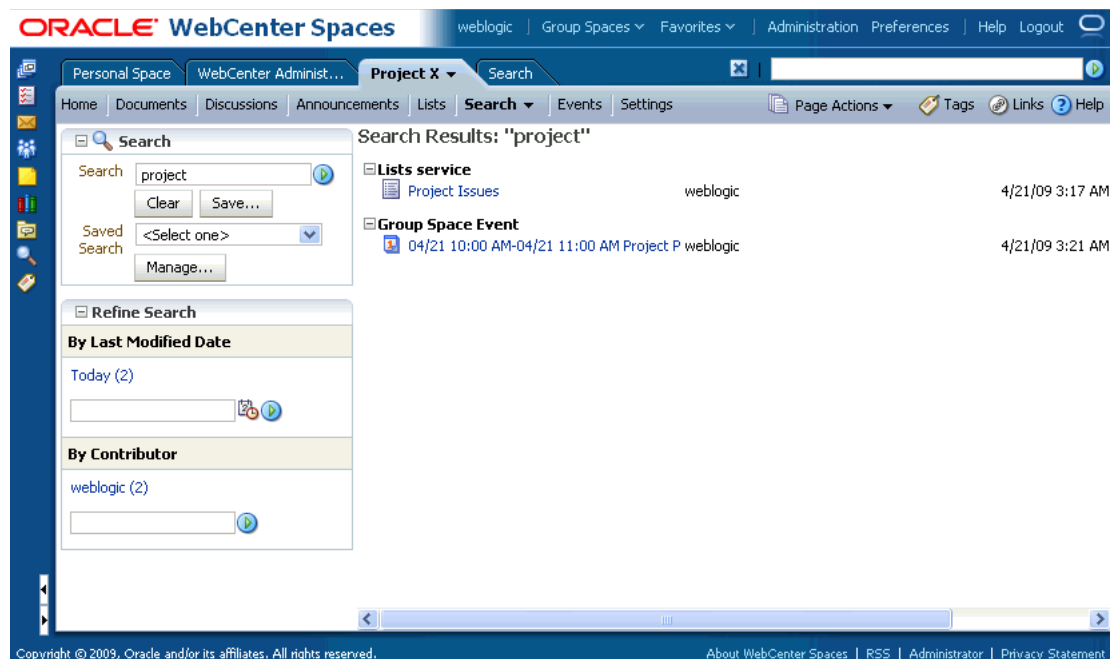 ORACLE WebCenter Spaces
weblogic Group Spaces Favorites Administration Preferences Help Logout
Personal Space WebCenter Administ... Project X Search
Home Documents Discussions Announcements Lists Search Events Settings Page Actions Tags Links Help
Search
Search project
Clear Save...
Saved Search <Select one>
Manage...
Refine Search
By Last Modified Date
Today (2)
By Contributor
weblogic (2)
Search Results: "project"
Lists service
Project Issues weblogic 4/21/09 3:17 AM
Group Space Event
04/21 10:00 AM-04/21 11:00 AM Project P weblogic 4/21/09 3:21 AM
Copyright © 2009, Oracle and/or its affiliates. All rights reserved.
About WebCenter Spaces | RSS | Administrator | Privacy Statement